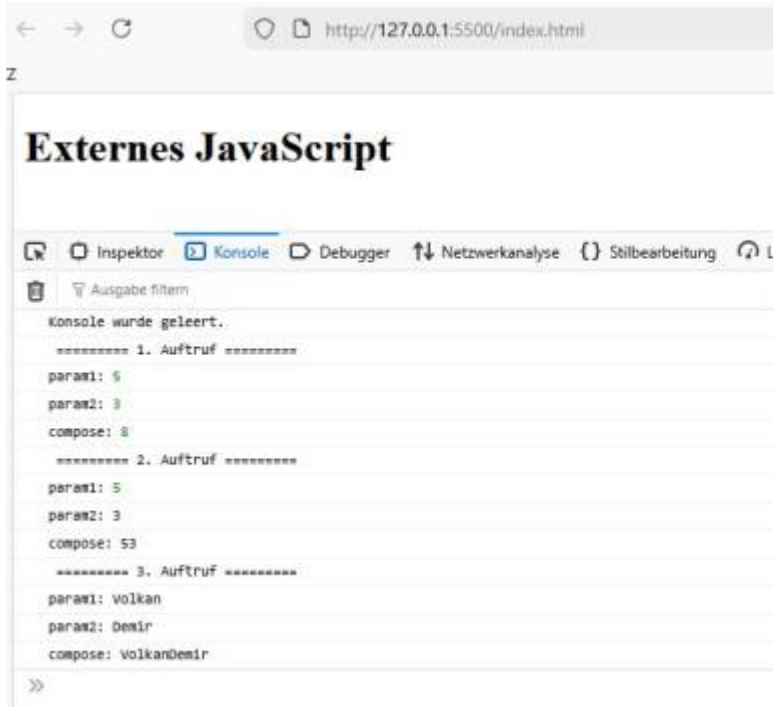 http://127.0.0.1:5500/index.html
Z
Externes JavaScript
Inspektor Konsole Debugger Netzwerkanalyse {} Stilbearbeitung L
Ausgabe filtern
Konsole wurde geleert.
========= 1. Auftruf =========
param1: 5
param2: 3
compose: 8
========= 2. Auftruf =========
param1: 5
param2: 3
compose: 53
========= 3. Auftruf =========
param1: Volkan
param2: Demir
compose: VolkanDemir